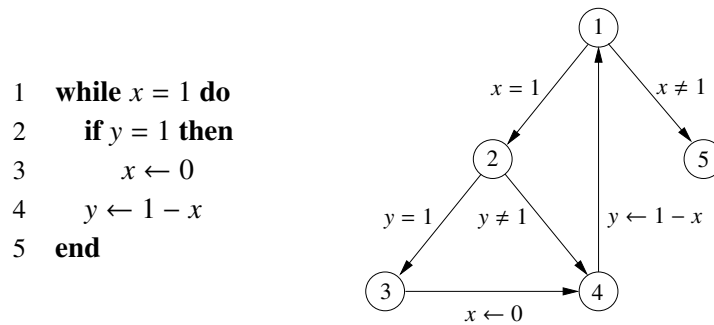 1 while x = 1 do
2 if y = 1 then
3 x ← 0
4 y ← 1 − x
5 end
1
x = 1
x ≠ 1
2
5
y = 1
y ≠ 1
y ← 1 − x
3
4
x ← 0